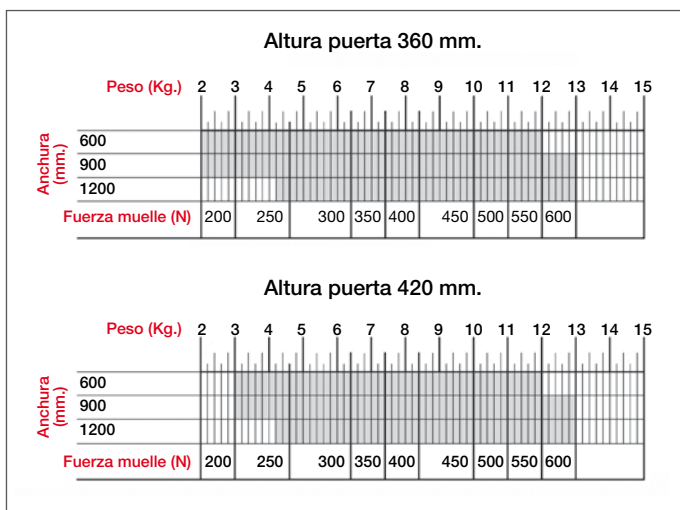 Altura puerta 360 mm.
Peso (Kg.) 2 3 4 5 6 7 8 9 10 11 12 13 14 15
Anchura (mm.)
600
900
1200
Fuerza muelle (N) 200 250 300 350 400 450 500 550 600
Altura puerta 420 mm.
Peso (Kg.) 2 3 4 5 6 7 8 9 10 11 12 13 14 15
Anchura (mm.)
600
900
1200
Fuerza muelle (N) 200 250 300 350 400 450 500 550 600